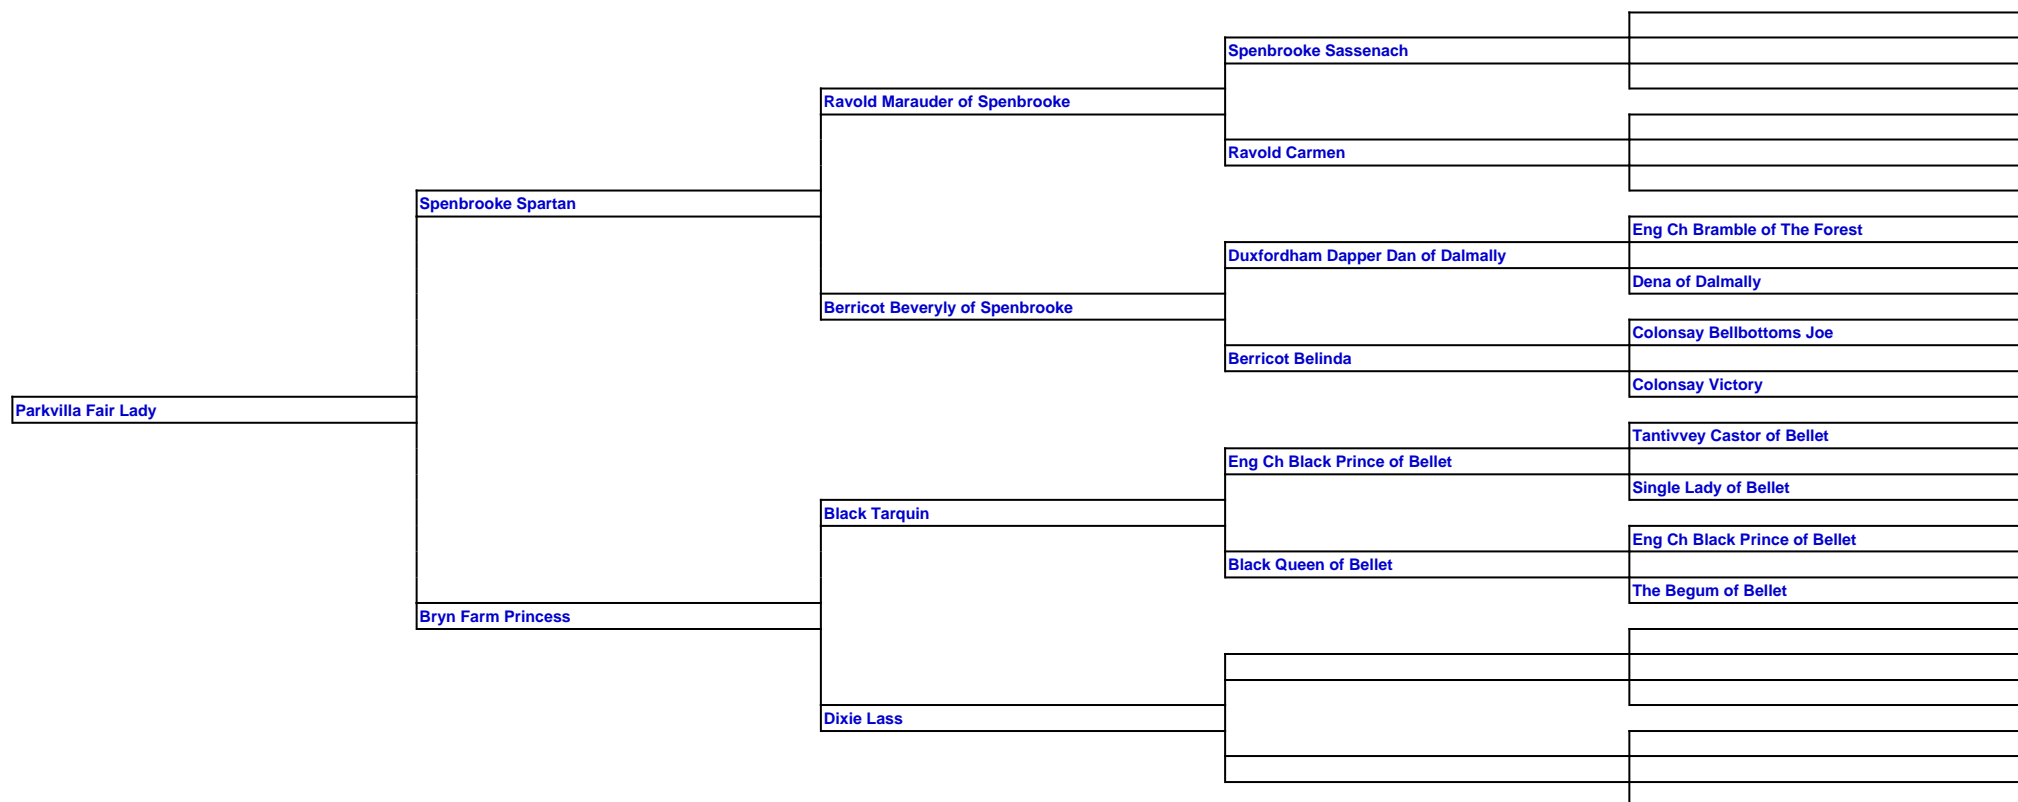 Spenbrooke Sassenach
Ravold Marauder of Spenbrooke
Ravold Carmen
Spenbrooke Spartan
Eng Ch Bramble of The Forest
Duxfordham Dapper Dan of Dalmally
Dena of Dalmally
Berricot Beveryly of Spenbrooke
Colonsay Bellbottoms Joe
Berricot Belinda
Colonsay Victory
Parkvilla Fair Lady
Tantivvey Castor of Bellet
Eng Ch Black Prince of Bellet
Single Lady of Bellet
Black Tarquin
Eng Ch Black Prince of Bellet
Black Queen of Bellet
The Begum of Bellet
Bryn Farm Princess
Dixie Lass